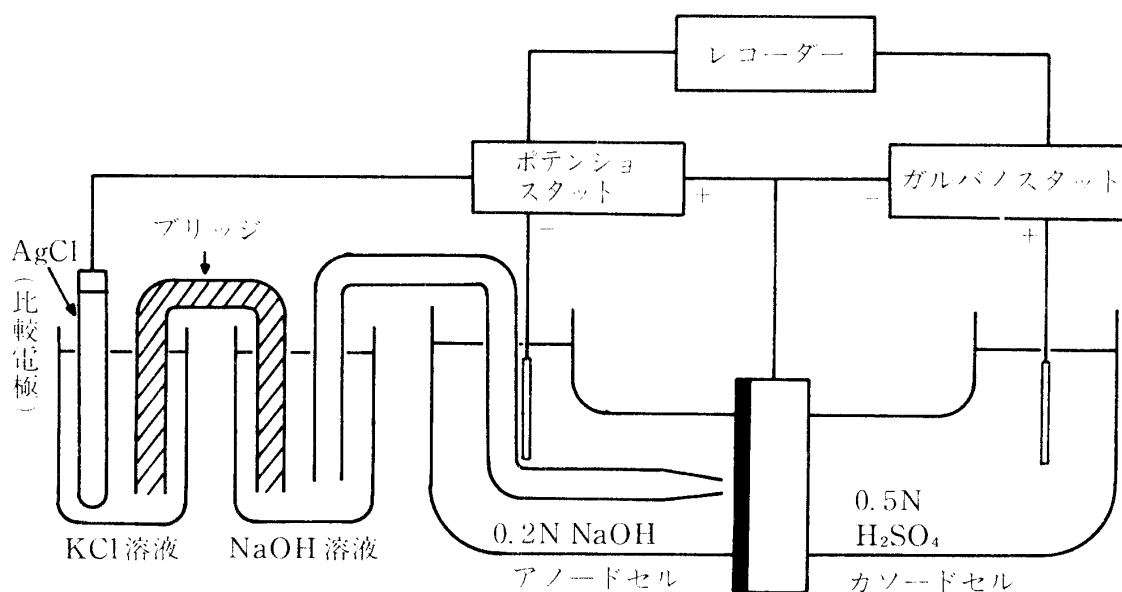 レコーダー
ポテンショ
スタット
ガルバノスタット
+
−
−
+
ブリッジ
AgCl
(比較電極)
KCl溶液
NaOH溶液
0.2N NaOH
アノードセル
0.5N
H₂SO₄
カソードセル